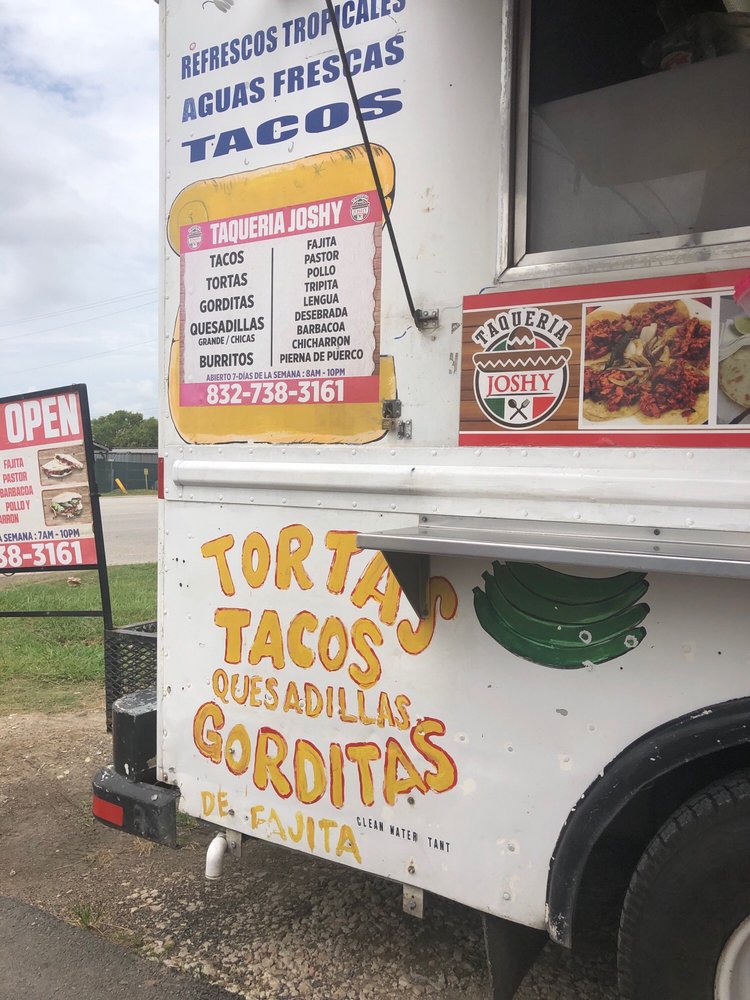 REFRESCOS TROPICALES
AGUAS FRESCAS
TACOS
TAQUERIA JOSHY
TACOS
TORTAS
GORDITAS
QUESADILLAS
GRANDE / CHICAS
BURRITOS
FAJITA
PASTOR
POLLO
TRIPITA
LENGUA
DESEBRADA
BARBACOA
CHICHARRON
PIERNA DE PUERCO
ABIERTO 7-DÍAS DE LA SEMANA : 8AM - 10PM
832-738-3161
TAQUERIA
JOSHY
OPEN
FAJITA
PASTOR
BARBACOA
POLLO Y
ARRON
A SEMANA : 7AM - 10PM
38-3161
TORTAS
TACOS
QUESADILLAS
GORDITAS
DE FAJITA
CLEAN WATER TANT